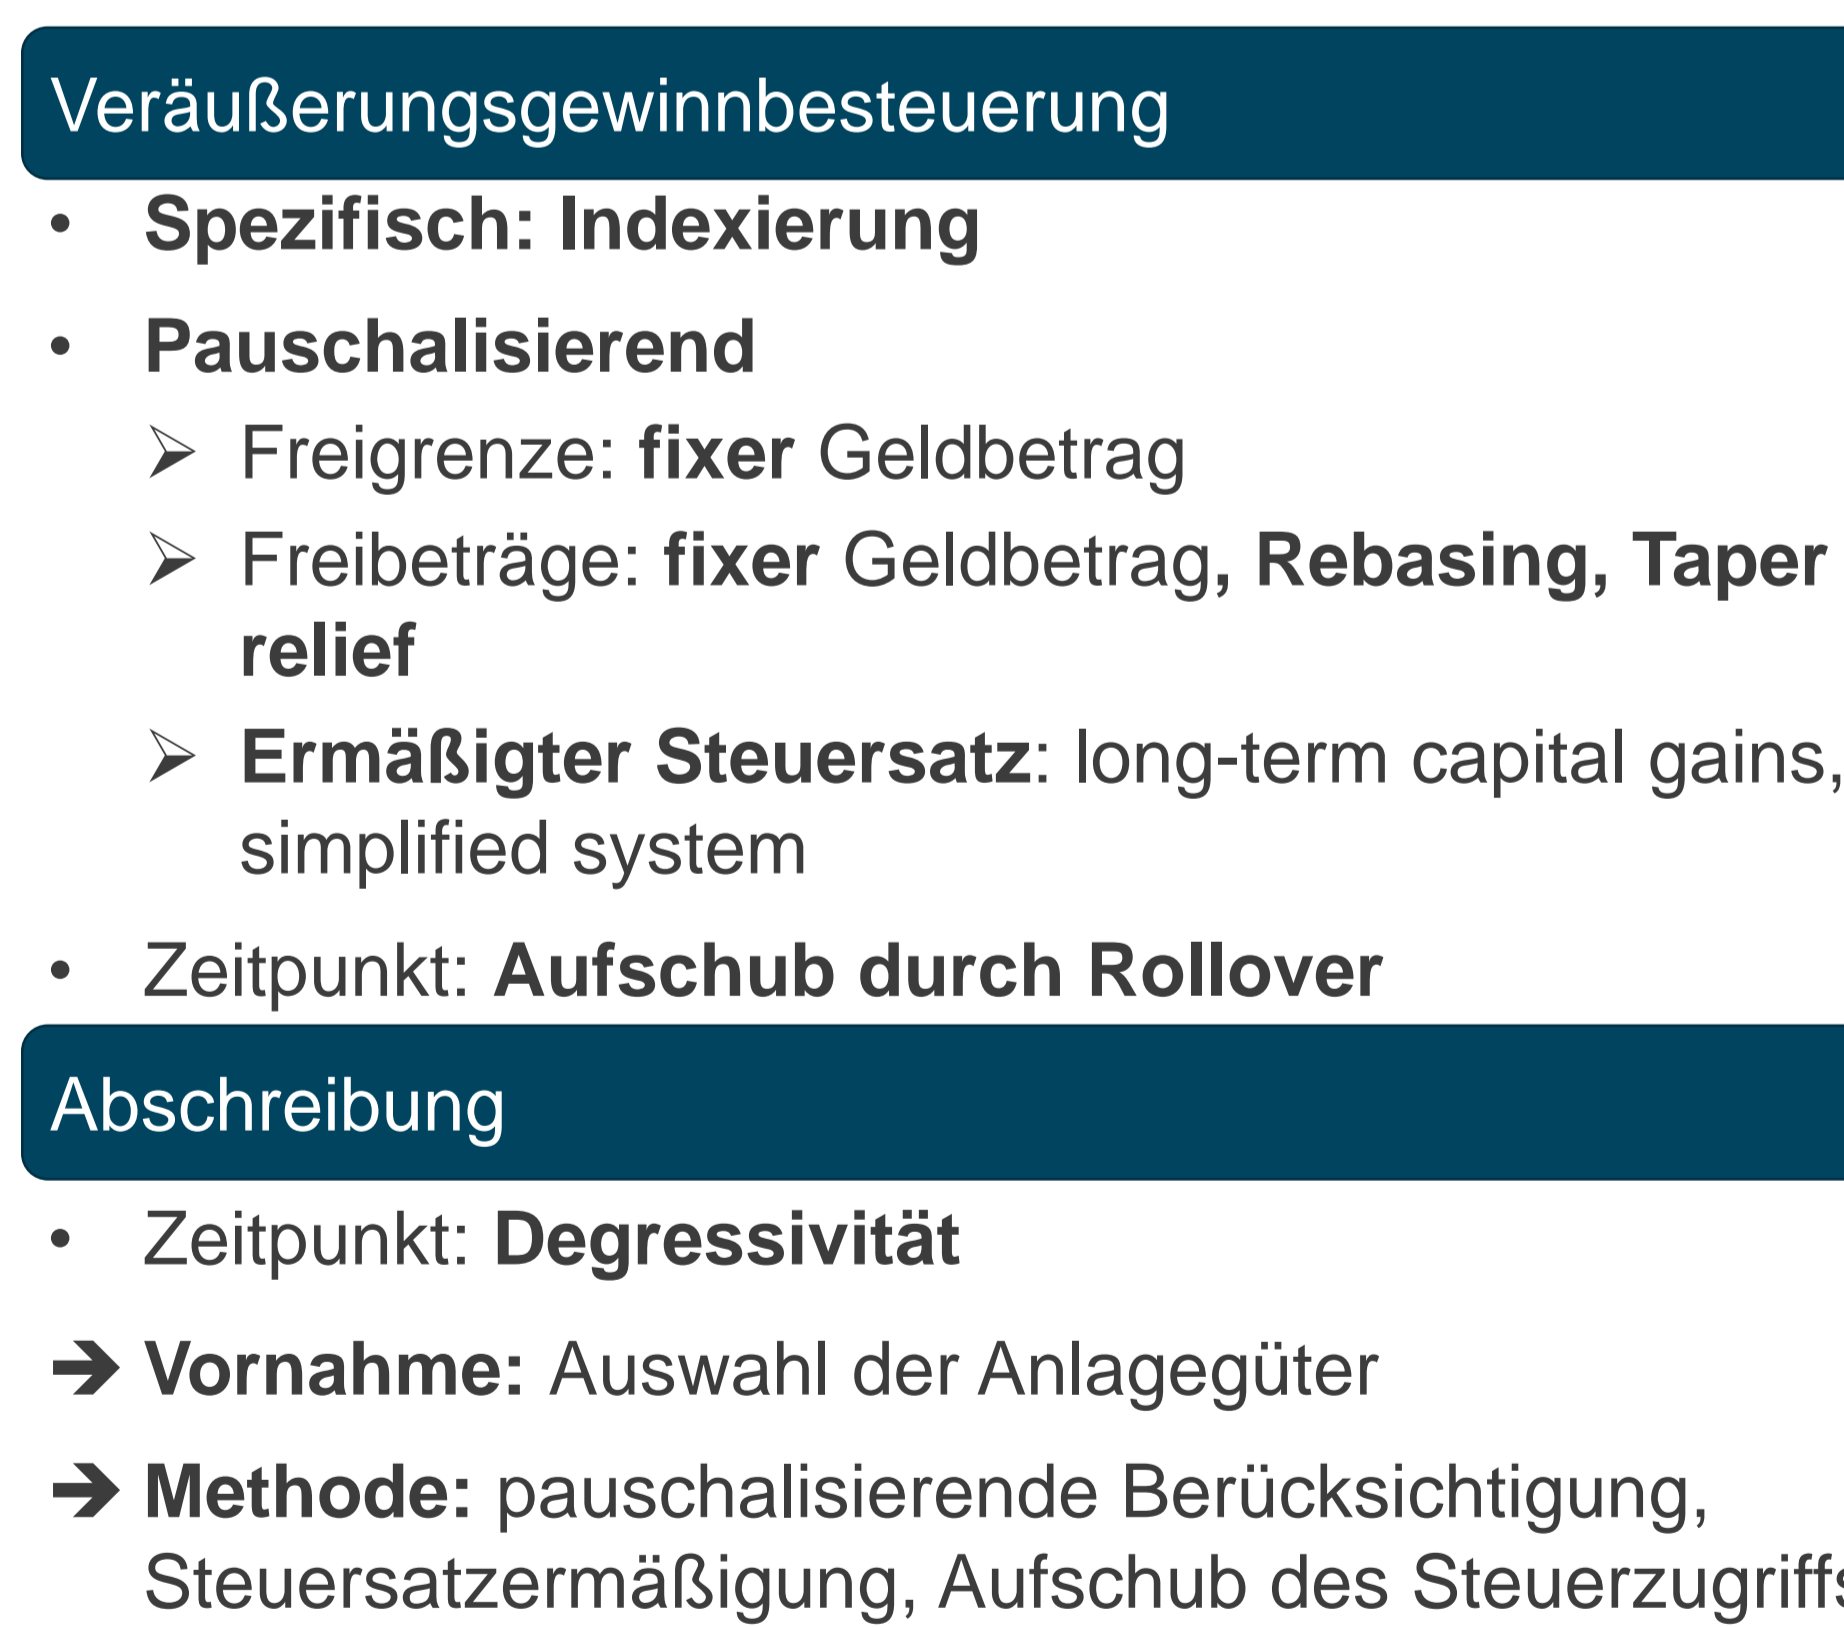 Veräußerungsgewinnbesteuerung
• Spezifisch: Indexierung
• Pauschalisierend
➢ Freigrenze: fixer Geldbetrag
➢ Freibeträge: fixer Geldbetrag, Rebasing, Taper
relief
➢ Ermäßigter Steuersatz: long-term capital gains,
simplified system
• Zeitpunkt: Aufschub durch Rollover
Abschreibung
• Zeitpunkt: Degressivität
➔ Vornahme: Auswahl der Anlagegüter
➔ Methode: pauschalisierende Berücksichtigung,
Steuersatzermäßigung, Aufschub des Steuerzugriffs